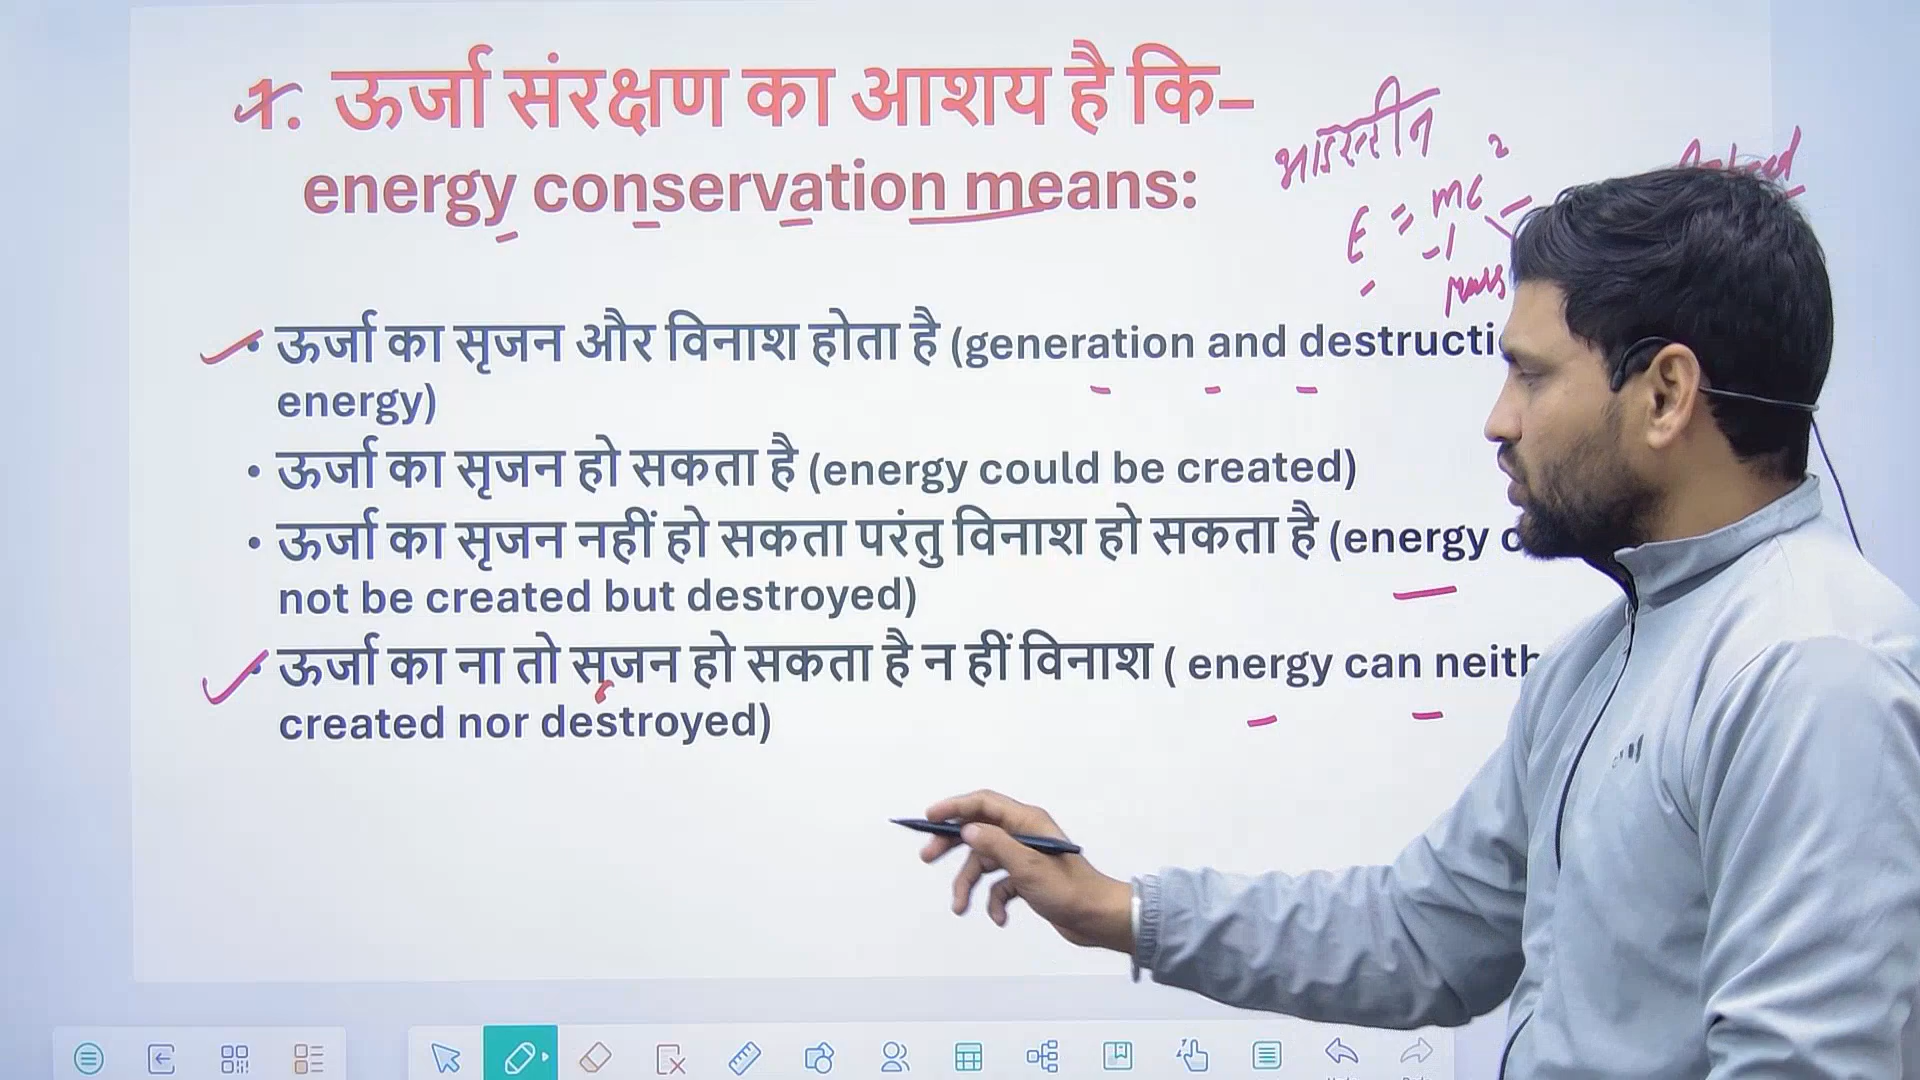 1. ऊर्जा संरक्षण का आशय है कि–
energy conservation means:
आइंस्टीन
E = mc²
mass
• ऊर्जा का सृजन और विनाश होता है (generation and
energy)
• ऊर्जा का सृजन हो सकता है (energy could be created)
• ऊर्जा का सृजन नहीं हो सकता परंतु विनाश हो सकता है (energy
not be created but destroyed)
• ऊर्जा का ना तो सृजन हो सकता है न हीं विनाश ( energy can
created nor destroyed)